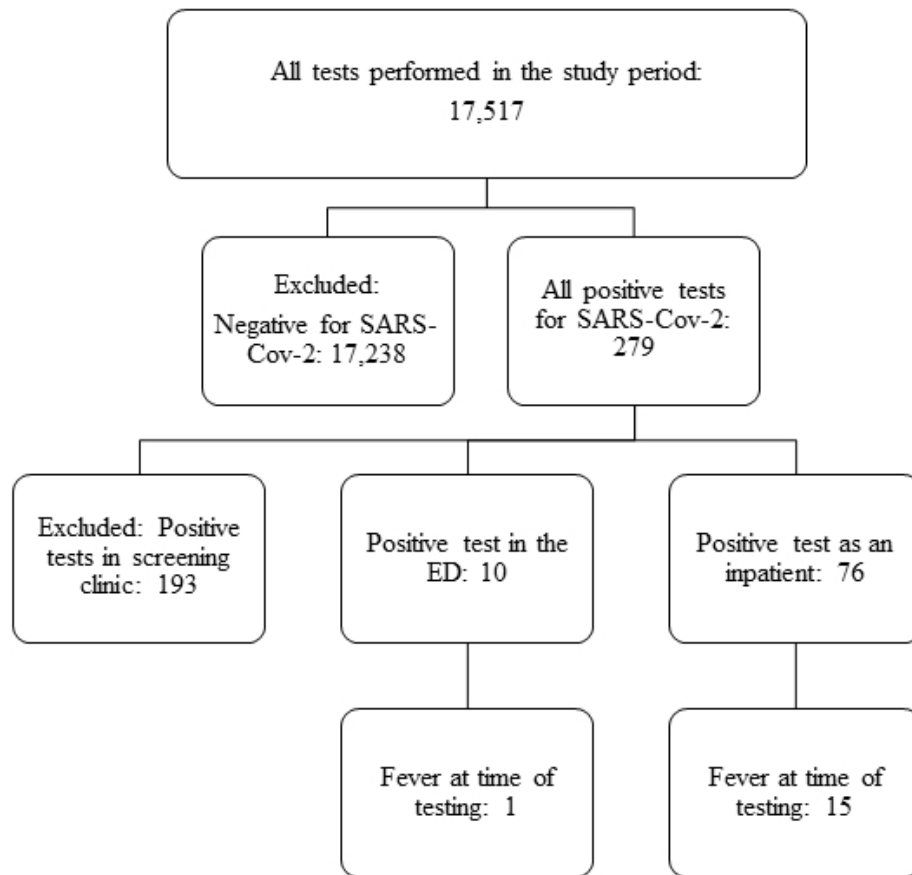 All tests performed in the study period:
17,517
Excluded:
Negative for SARS-
Cov-2: 17,238
All positive tests
for SARS-Cov-2:
279
Excluded: Positive
tests in screening
clinic: 193
Positive test in the
ED: 10
Positive test as an
inpatient: 76
Fever at time of
testing: 1
Fever at time of
testing: 15